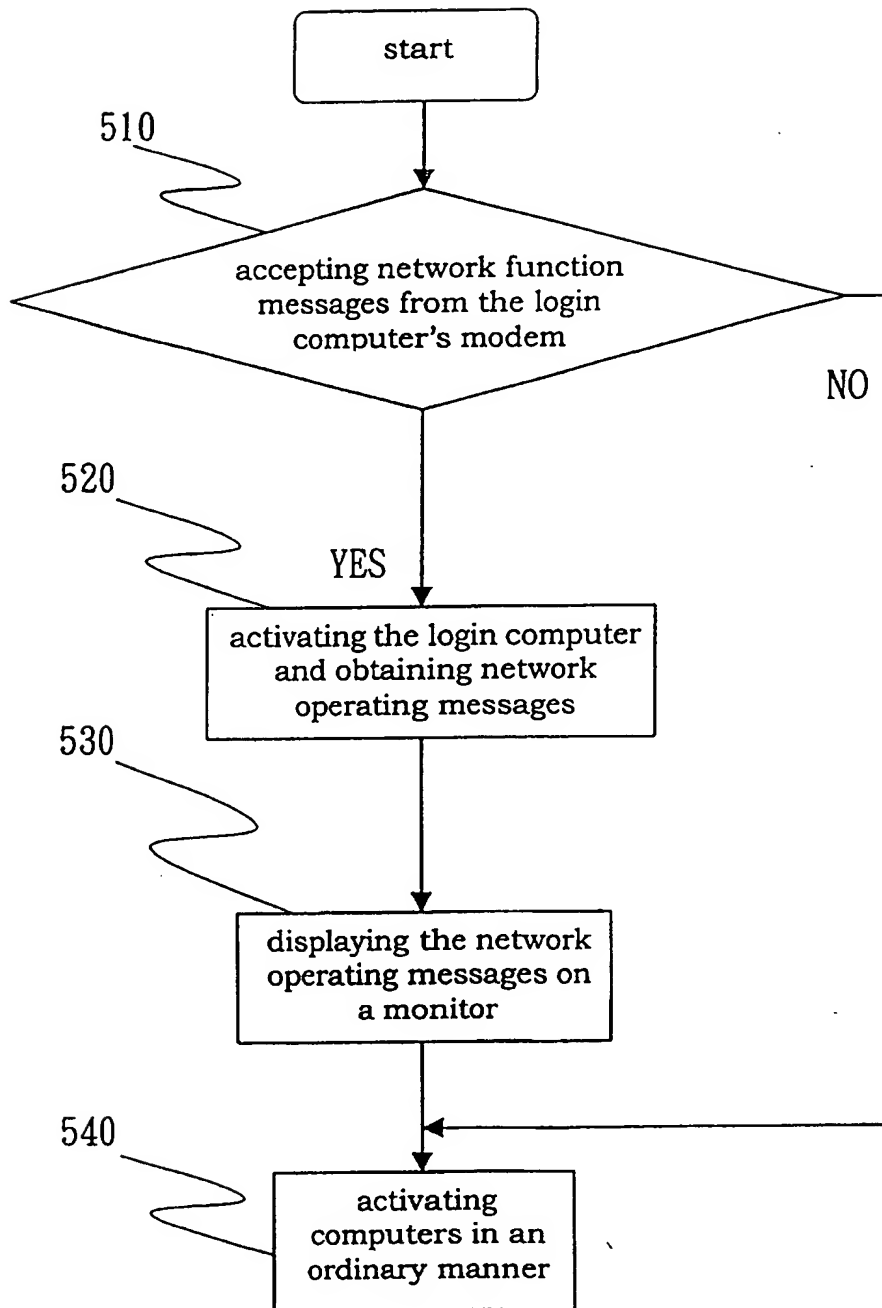 start
510
accepting network function
messages from the login
computer's modem
NO
520
YES
activating the login computer
and obtaining network
operating messages
530
displaying the network
operating messages on
a monitor
540
activating
computers in an
ordinary manner